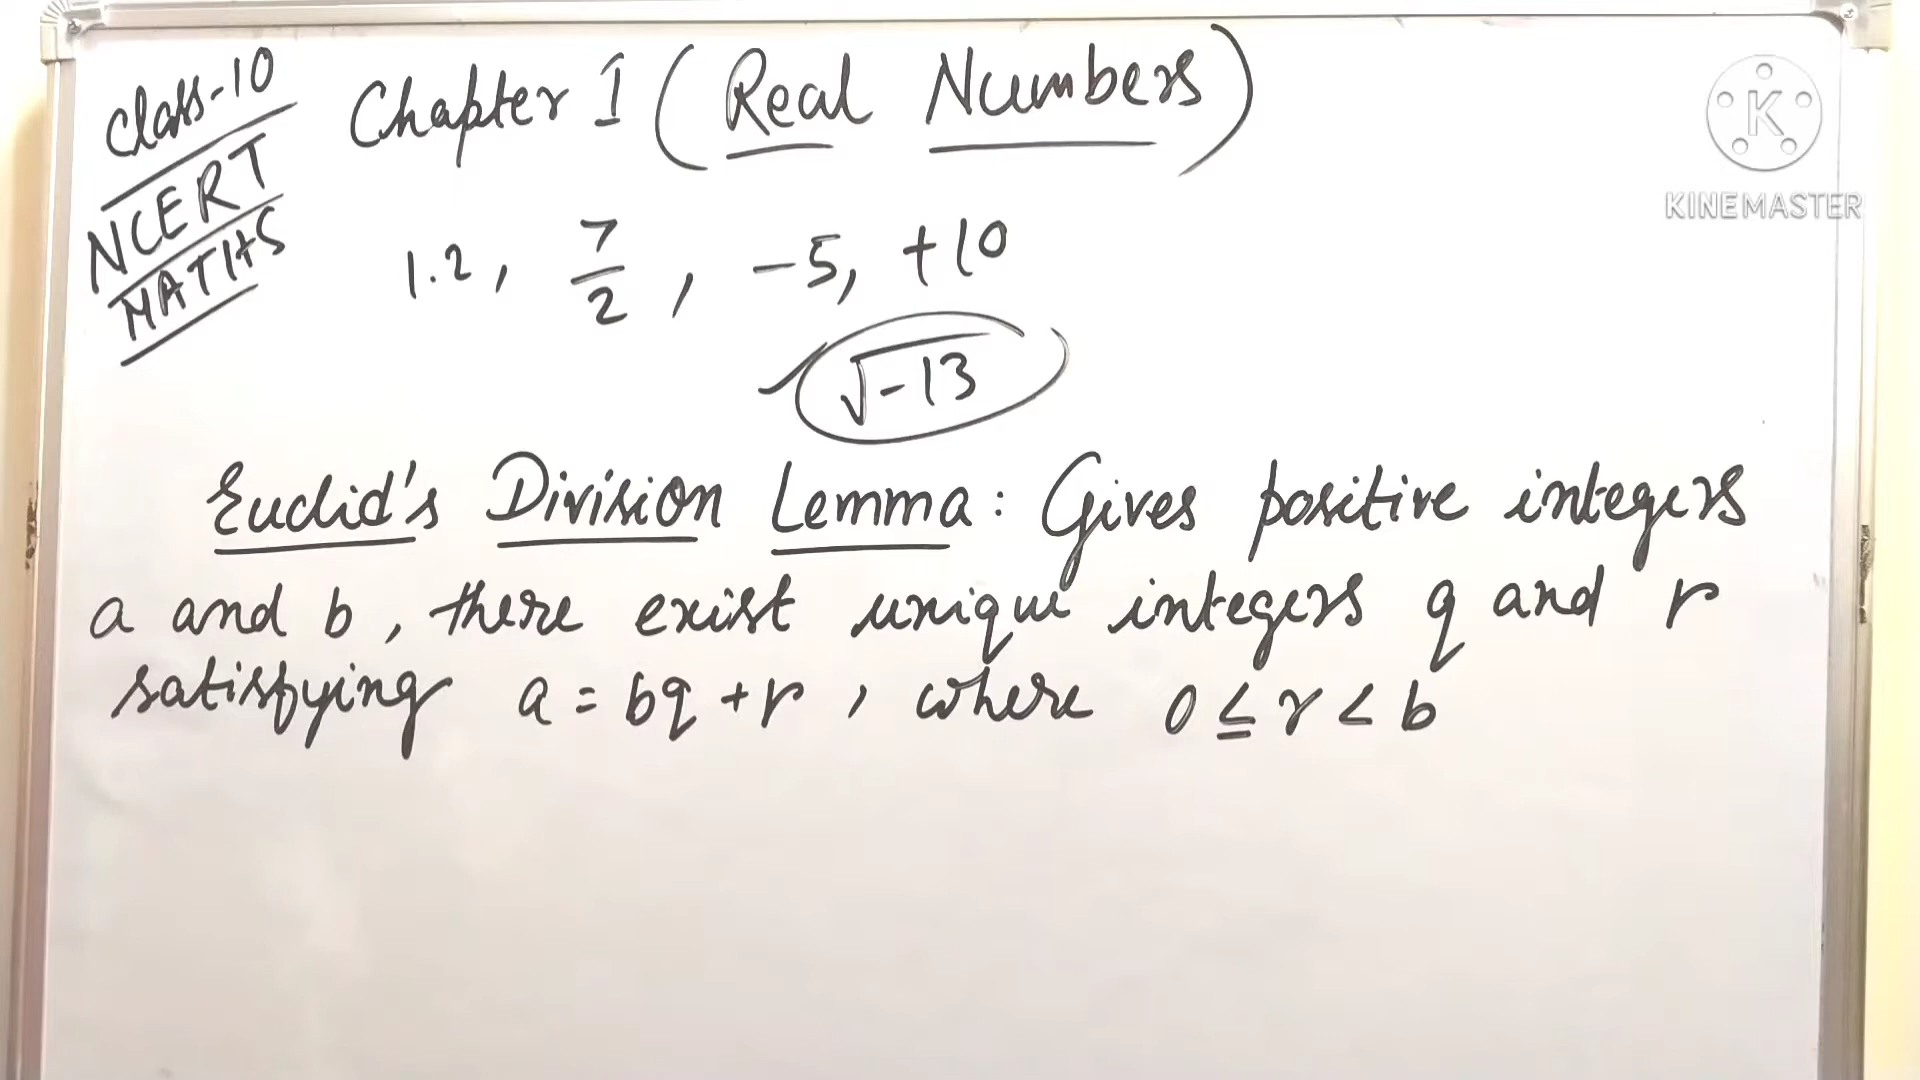 Class-10
NCERT
MATHS
Chapter 1 (Real Numbers)
1.2, 7/2, -5, +10
√-13
Euclid's Division Lemma: Gives positive integers
a and b, there exist unique integers q and r
satisfying a = bq + r, where 0 ≤ r < b
K
KINEMASTER